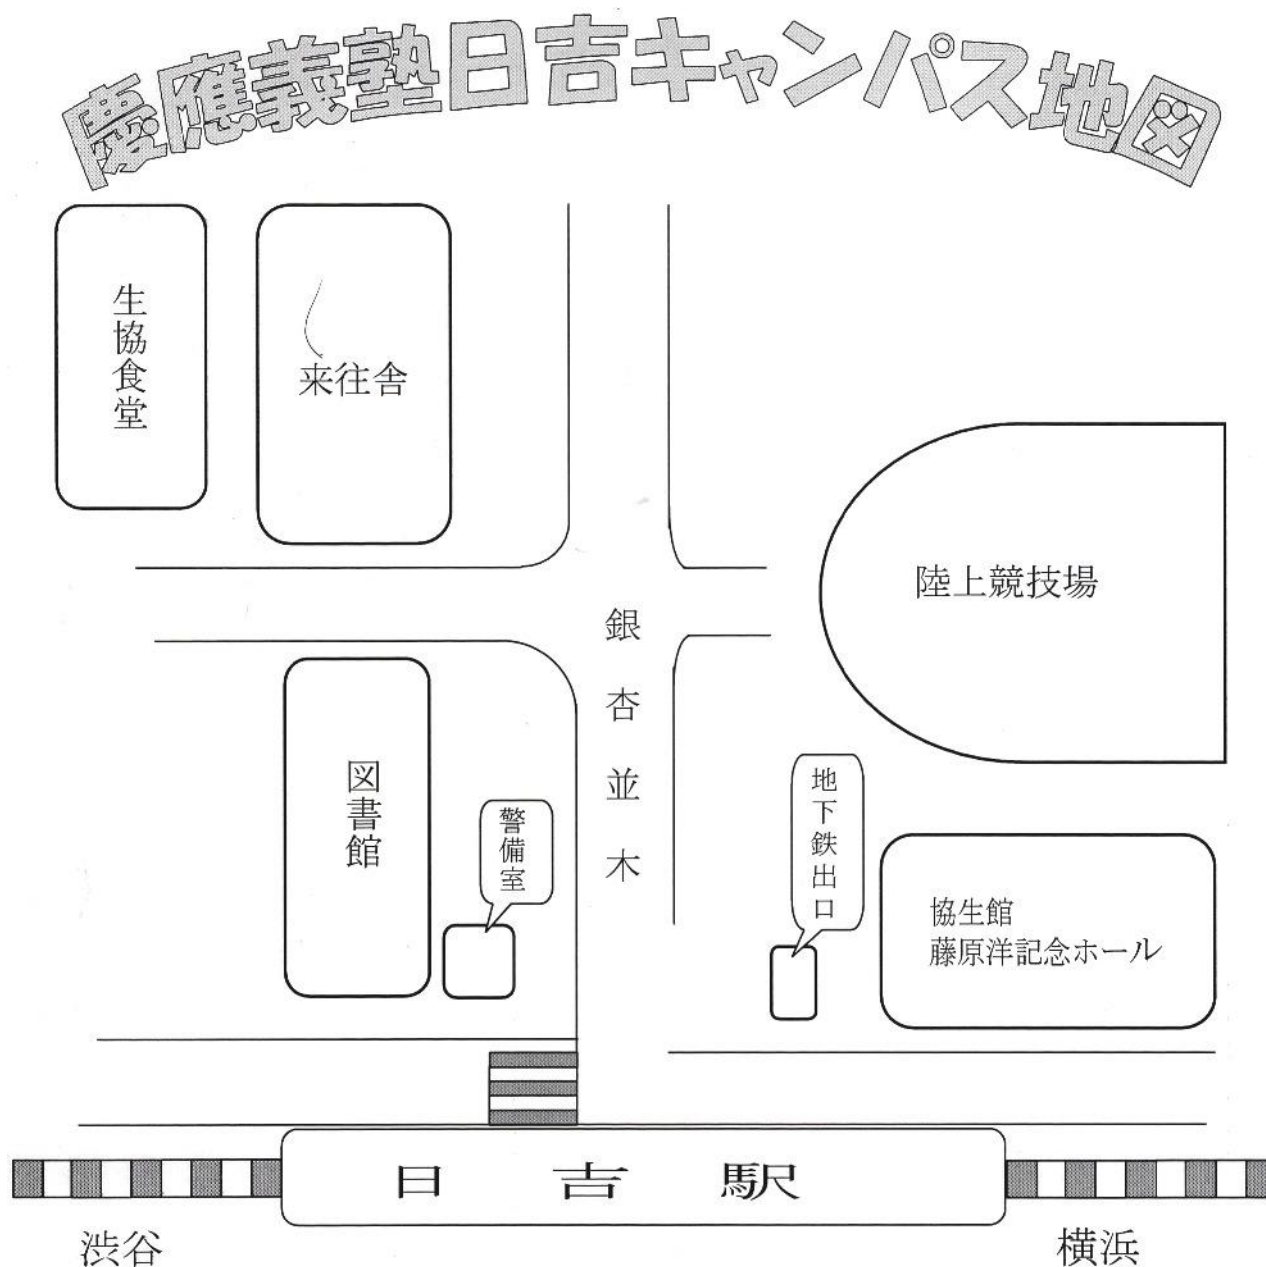 慶應義塾日吉キャンパス地図
生協食堂
来往舎
陸上競技場
銀杏並木
図書館
警備室
地下鉄出口
協生館
藤原洋記念ホール
日吉駅
渋谷
横浜